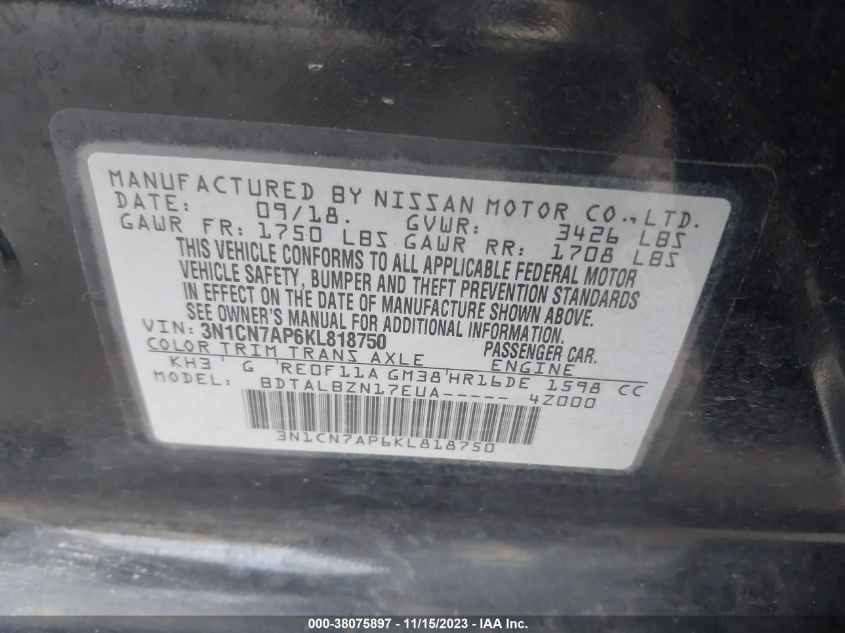 MANUFACTURED BY NISSAN MOTOR CO., LTD.
DATE: 09/18. GVWR: 3426 LBS
GAWR FR: 1750 LBS GAWR RR: 1708 LBS
THIS VEHICLE CONFORMS TO ALL APPLICABLE FEDERAL MOTOR
VEHICLE SAFETY, BUMPER AND THEFT PREVENTION STANDARDS
IN EFFECT ON THE DATE OF MANUFACTURE SHOWN ABOVE.
SEE OWNER'S MANUAL FOR ADDITIONAL INFORMATION.
VIN: 3N1CN7AP6KL818750 PASSENGER CAR.
COLOR TRIM TRANS AXLE ENGINE
KH3 G RE0F11A GM38 HR16DE 1598 CC
MODEL: BDTALBZN17EUA----- 4Z000
3N1CN7AP6KL818750
000-38075897 - 11/15/2023 - IAA Inc.